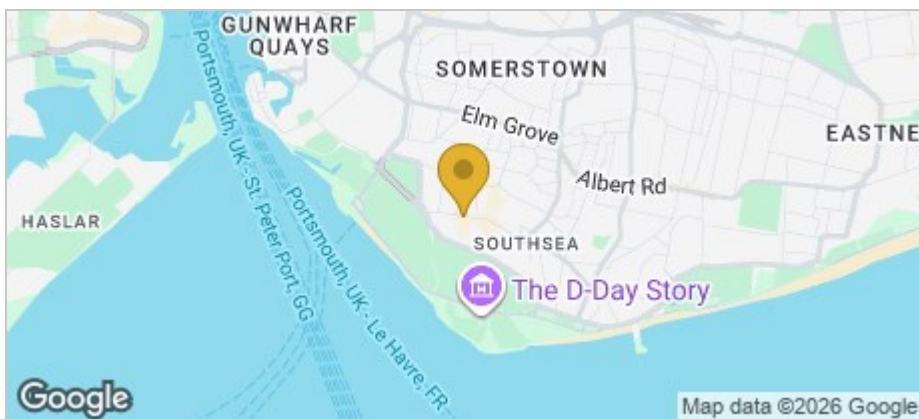 GUNWHARF
QUAYS
SOMERSTOWN
Elm Grove
EASTNE
Albert Rd
HASLAR
SOUTHSEA
The D-Day Story
Portsmouth, UK - St. Peter Port, GG
Portsmouth, UK - Le Havre, FR
Google
Map data ©2026 Google